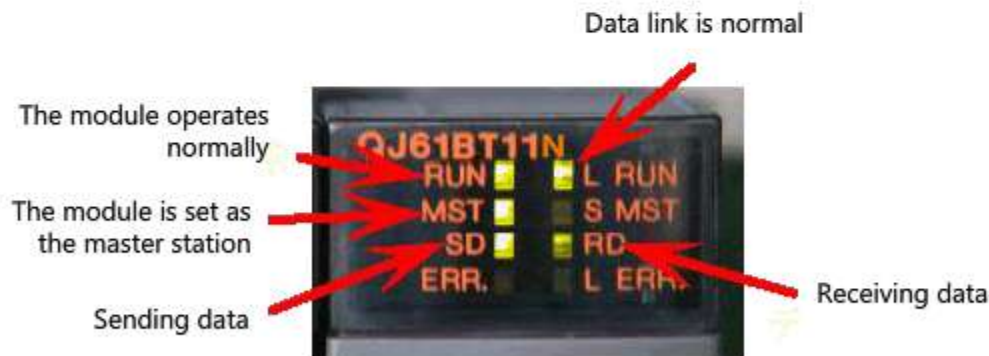 Data link is normal
The module operates
normally
QJ61BT11N
RUN L RUN
The module is set as
the master station
MST S MST
SD RD
ERR. L ERR.
Receiving data
Sending data